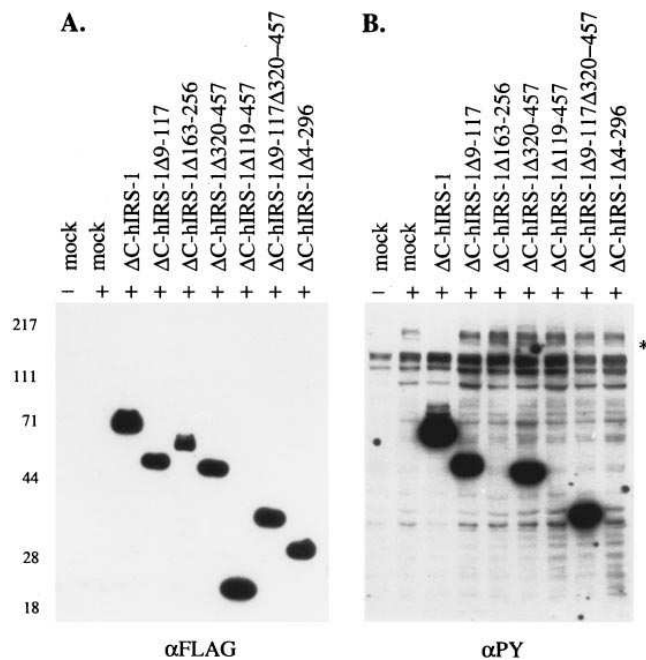 A.
mock
mock
ΔC-hIRS-1
ΔC-hIRS-1Δ9-117
ΔC-hIRS-1Δ163-256
ΔC-hIRS-1Δ320-457
ΔC-hIRS-1Δ119-457
ΔC-hIRS-1Δ9-117Δ320-457
ΔC-hIRS-1Δ4-296
– + + + + + + + +
217
111
71
44
28
18
αFLAG
B.
mock
mock
ΔC-hIRS-1
ΔC-hIRS-1Δ9-117
ΔC-hIRS-1Δ163-256
ΔC-hIRS-1Δ320-457
ΔC-hIRS-1Δ119-457
ΔC-hIRS-1Δ9-117Δ320–457
ΔC-hIRS-1Δ4-296
– + + + + + + + +
*
αPY